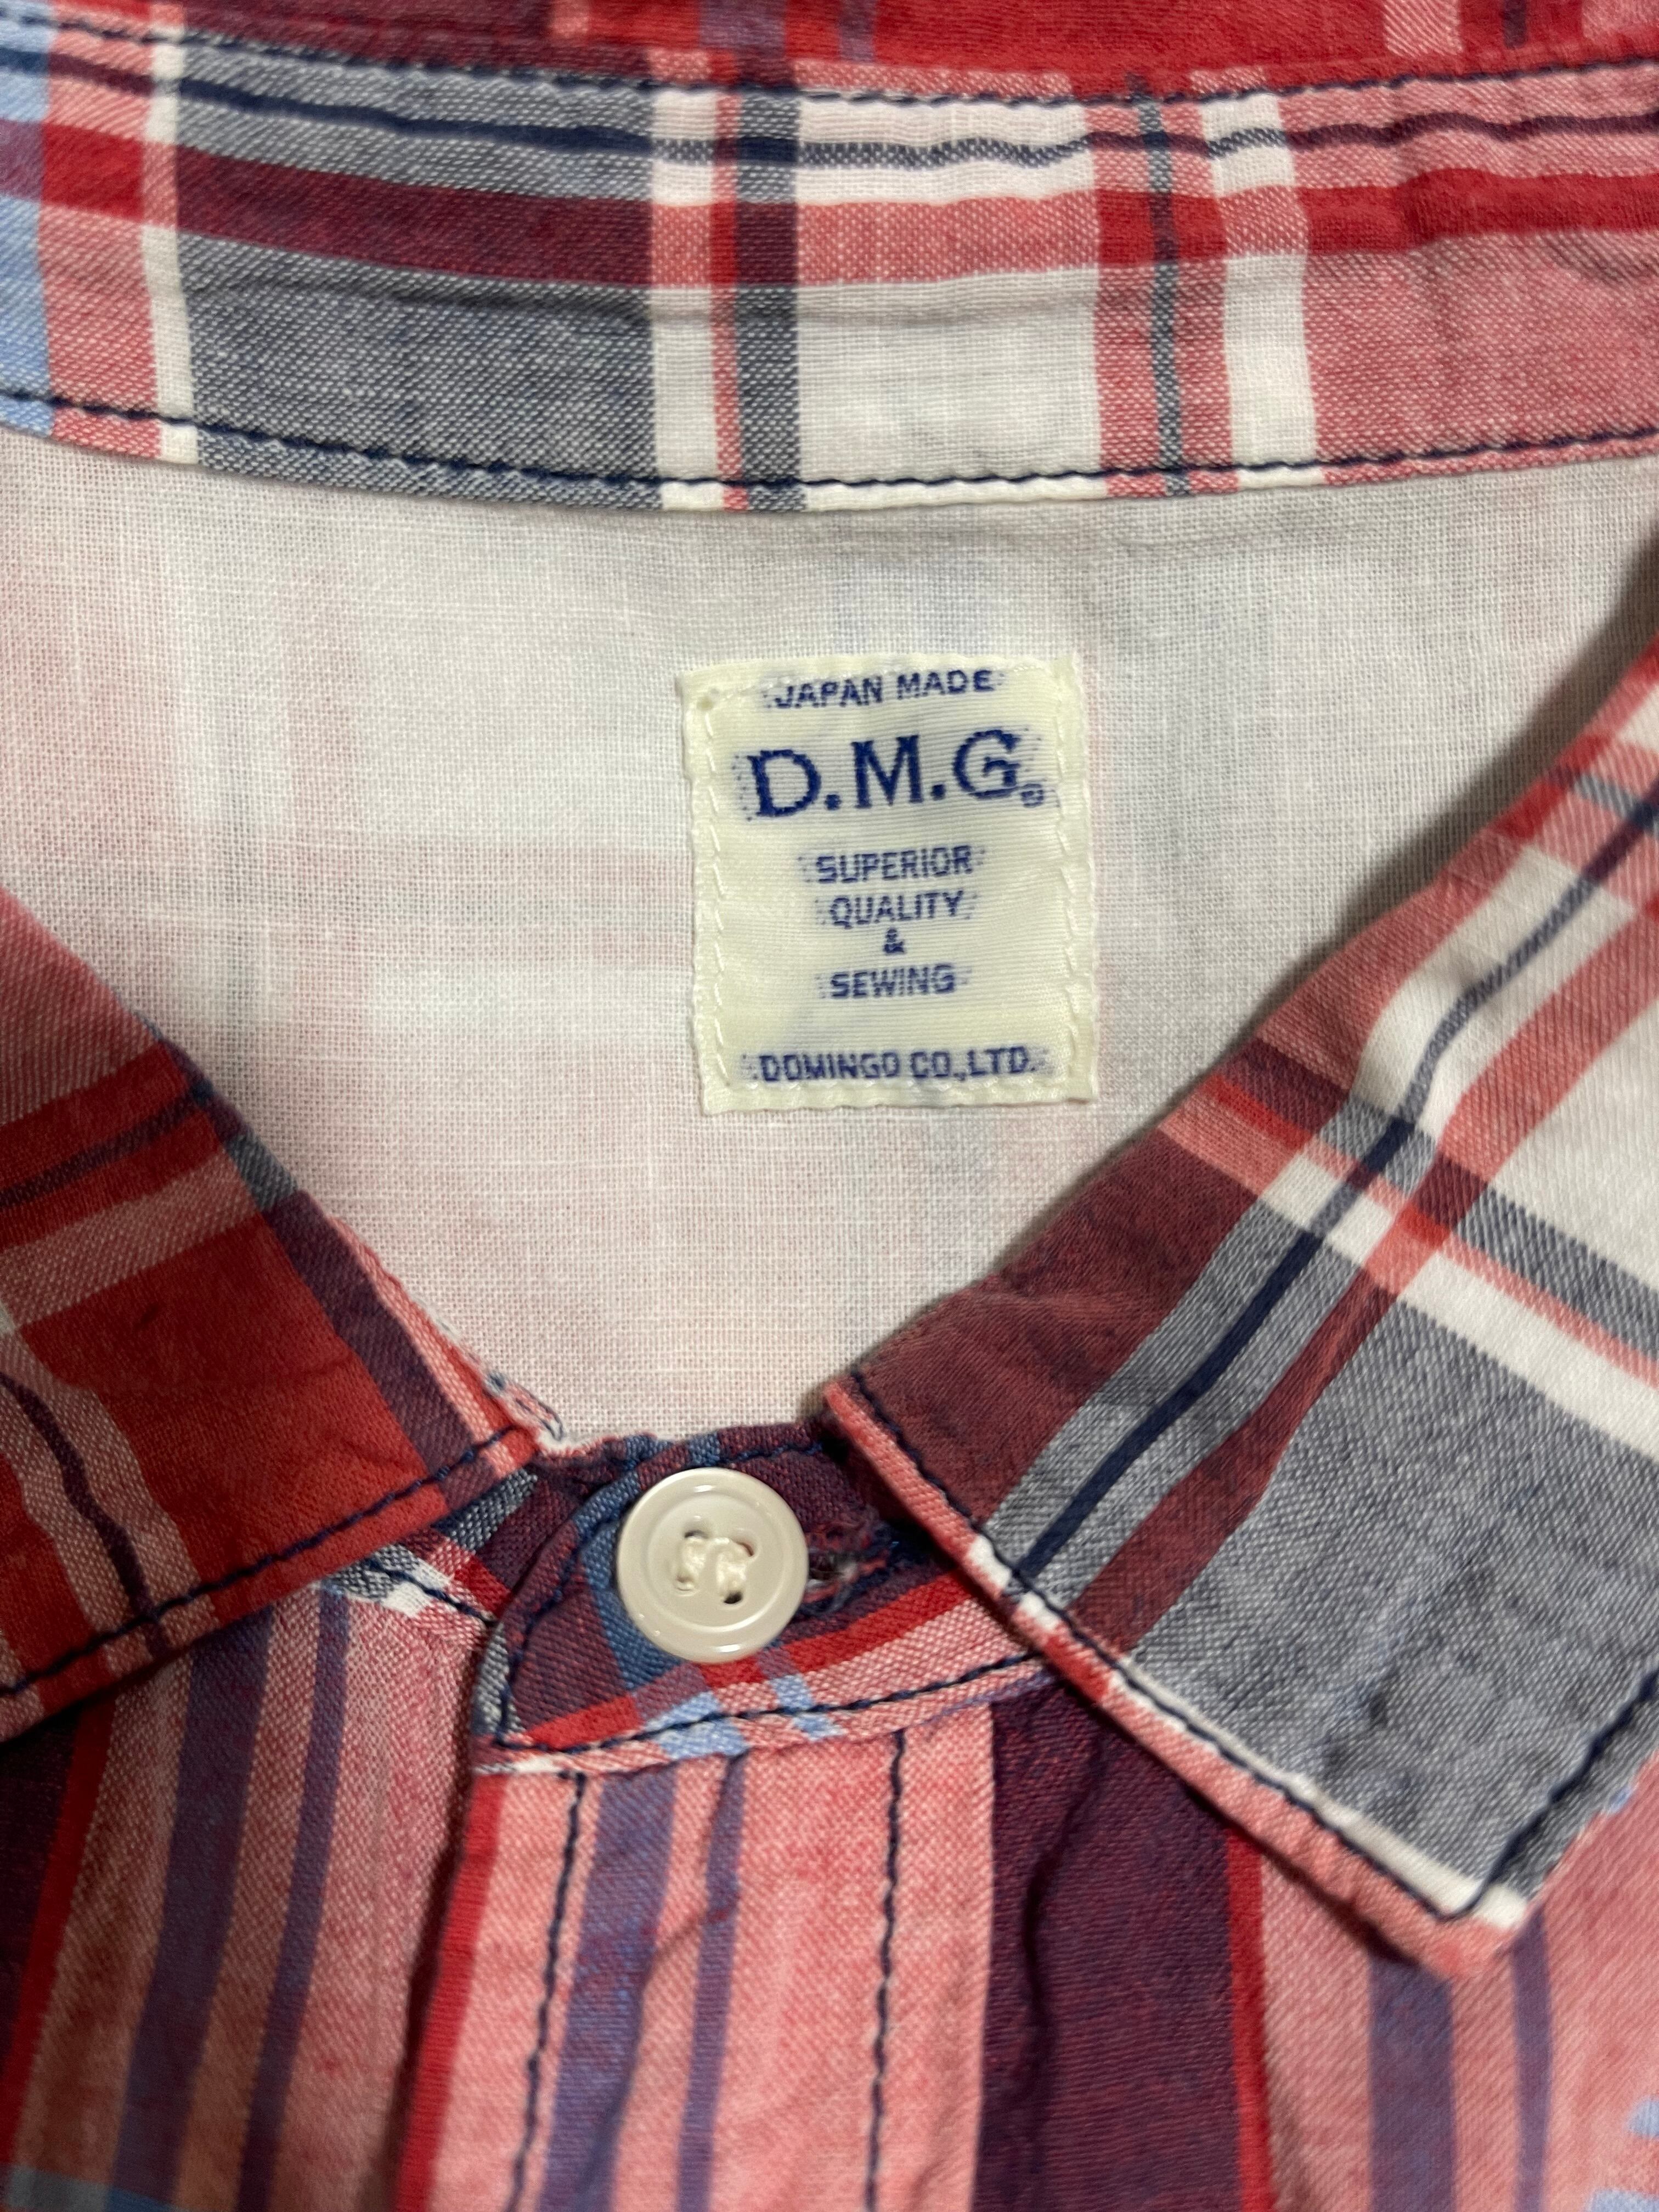 JAPAN MADE
D.M.G.
SUPERIOR
QUALITY
&
SEWING
DOMINGO CO.,LTD.